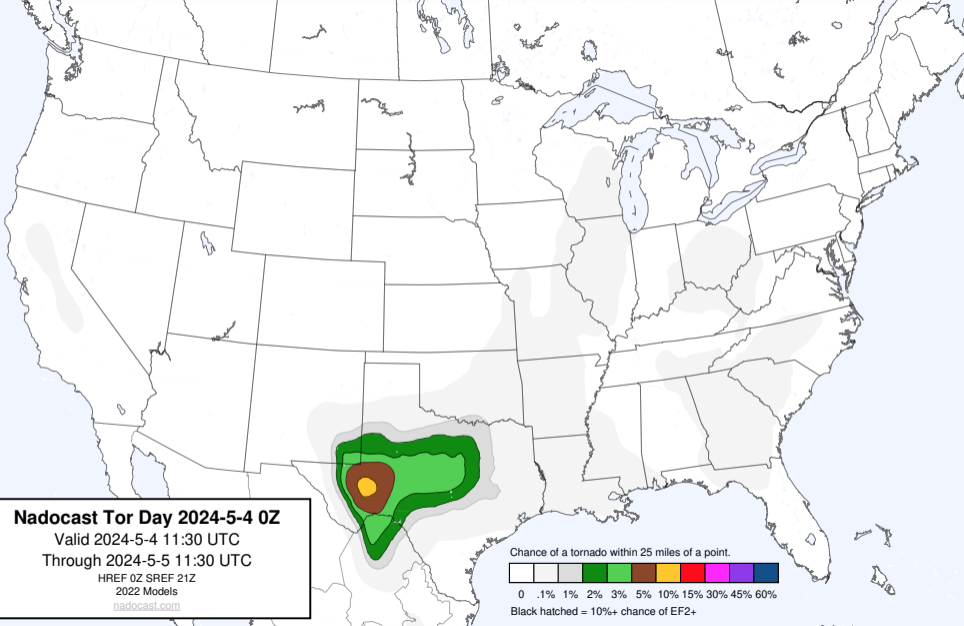 Nadocast Tor Day 2024-5-4 0Z
Valid 2024-5-4 11:30 UTC
Through 2024-5-5 11:30 UTC
HREF 0Z SREF 21Z
2022 Models
nadocast.com
Chance of a tornado within 25 miles of a point.
0 .1% 1% 2% 3% 5% 10% 15% 30% 45% 60%
Black hatched = 10%+ chance of EF2+